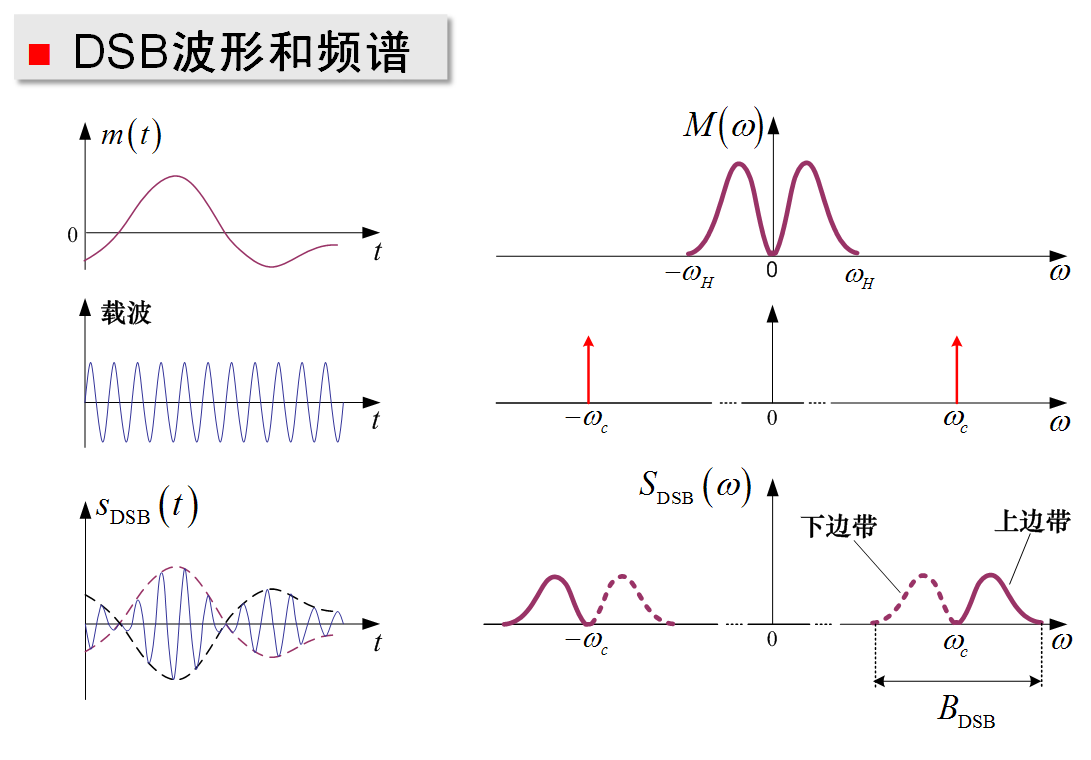 DSB波形和频谱
m(t)
0
t
载波
t
s_DSB(t)
t
M(ω)
−ω_H
0
ω_H
ω
−ω_c
0
ω_c
ω
S_DSB(ω)
下边带
上边带
−ω_c
0
ω_c
ω
B_DSB